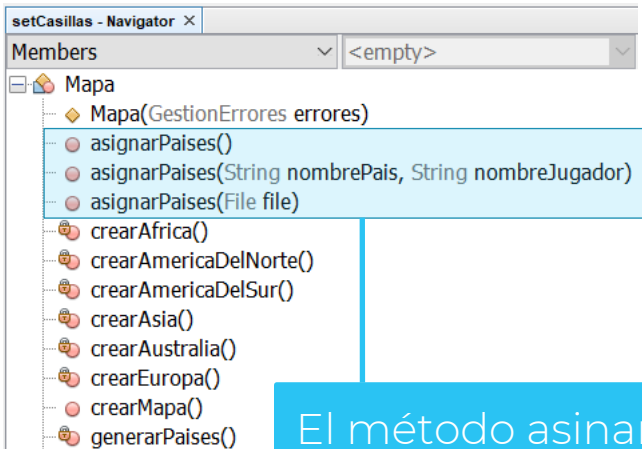 setCasillas - Navigator ×
Members <empty>
Mapa
Mapa(GestionErrores errores)
asignarPaises()
asignarPaises(String nombrePais, String nombreJugador)
asignarPaises(File file)
crearAfrica()
crearAmericaDelNorte()
crearAmericaDelSur()
crearAsia()
crearAustralia()
crearEuropa()
crearMapa()
generarPaises()
El método asinar